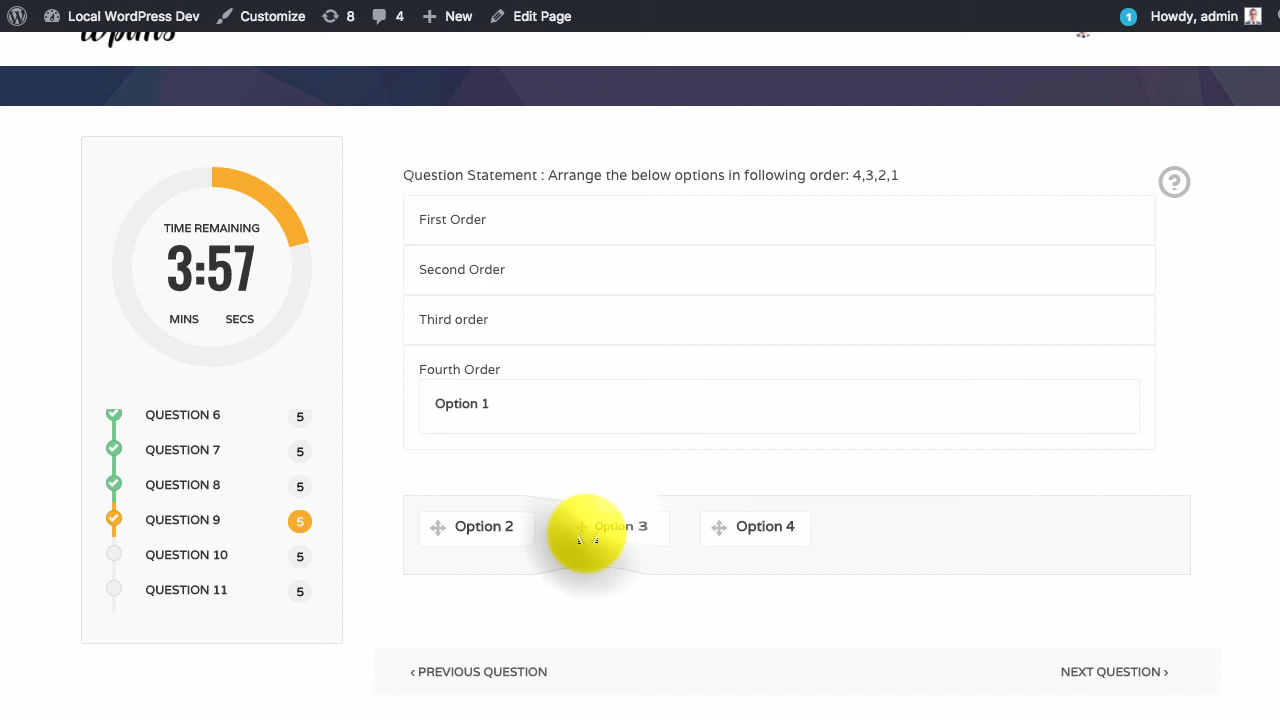 Local WordPress Dev Customize 8 4 New Edit Page 1 Howdy, admin
wplms
Question Statement : Arrange the below options in following order: 4,3,2,1
First Order
Second Order
Third order
Fourth Order
Option 1
Option 2 Option 3 Option 4
‹ PREVIOUS QUESTION NEXT QUESTION ›
TIME REMAINING
3:57
MINS SECS
QUESTION 6 5
QUESTION 7 5
QUESTION 8 5
QUESTION 9 5
QUESTION 10 5
QUESTION 11 5